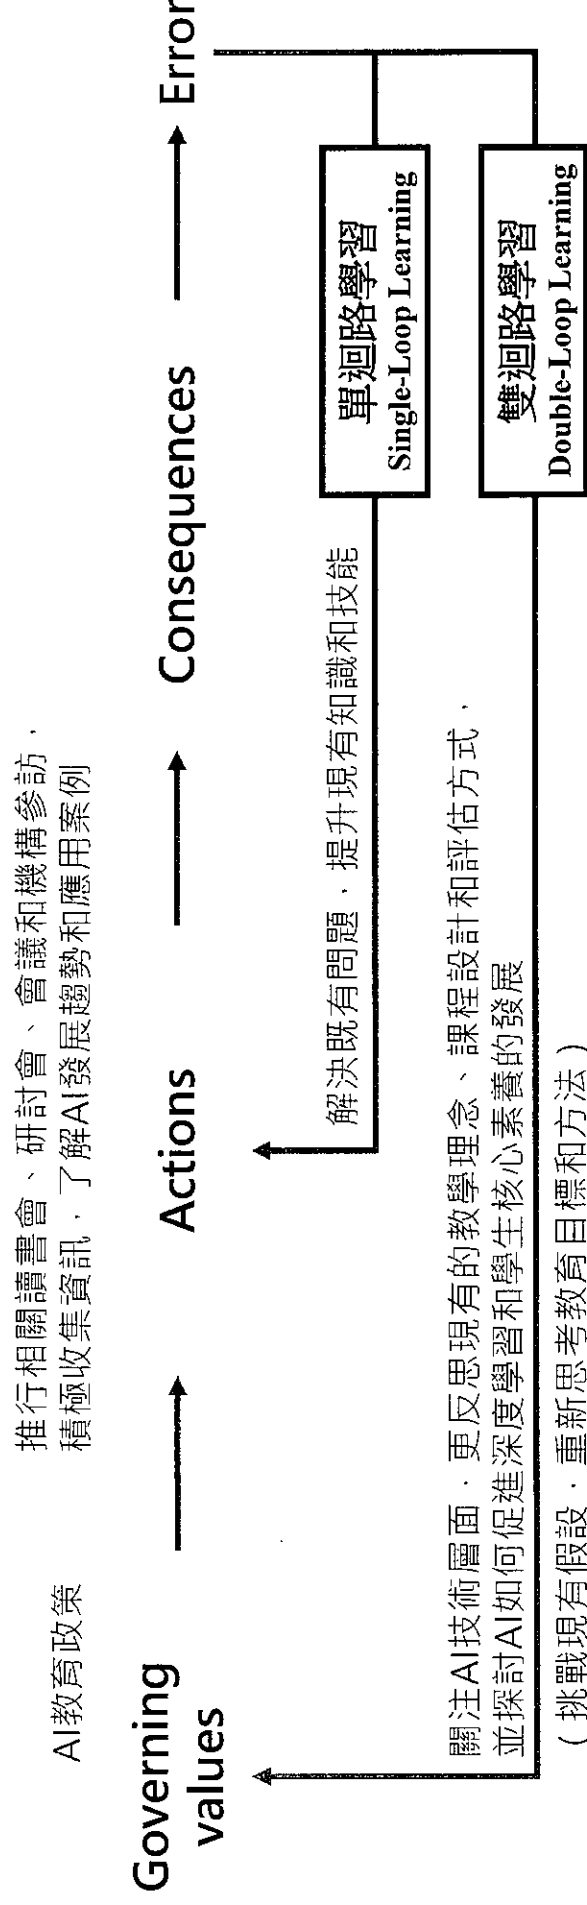 AI教育政策
推行相關讀書會、研討會、會議和機構參訪，
積極收集資訊，了解AI發展趨勢和應用案例
Governing
values
Actions
Consequences
Error
解決既有問題，提升現有知識和技能
單迴路學習
Single-Loop Learning
關注AI技術層面，更反思現有的教學理念、課程設計和評估方式，
並探討AI如何促進深度學習和學生核心素養的發展
（挑戰現有假設，重新思考教育目標和方法）
雙迴路學習
Double-Loop Learning